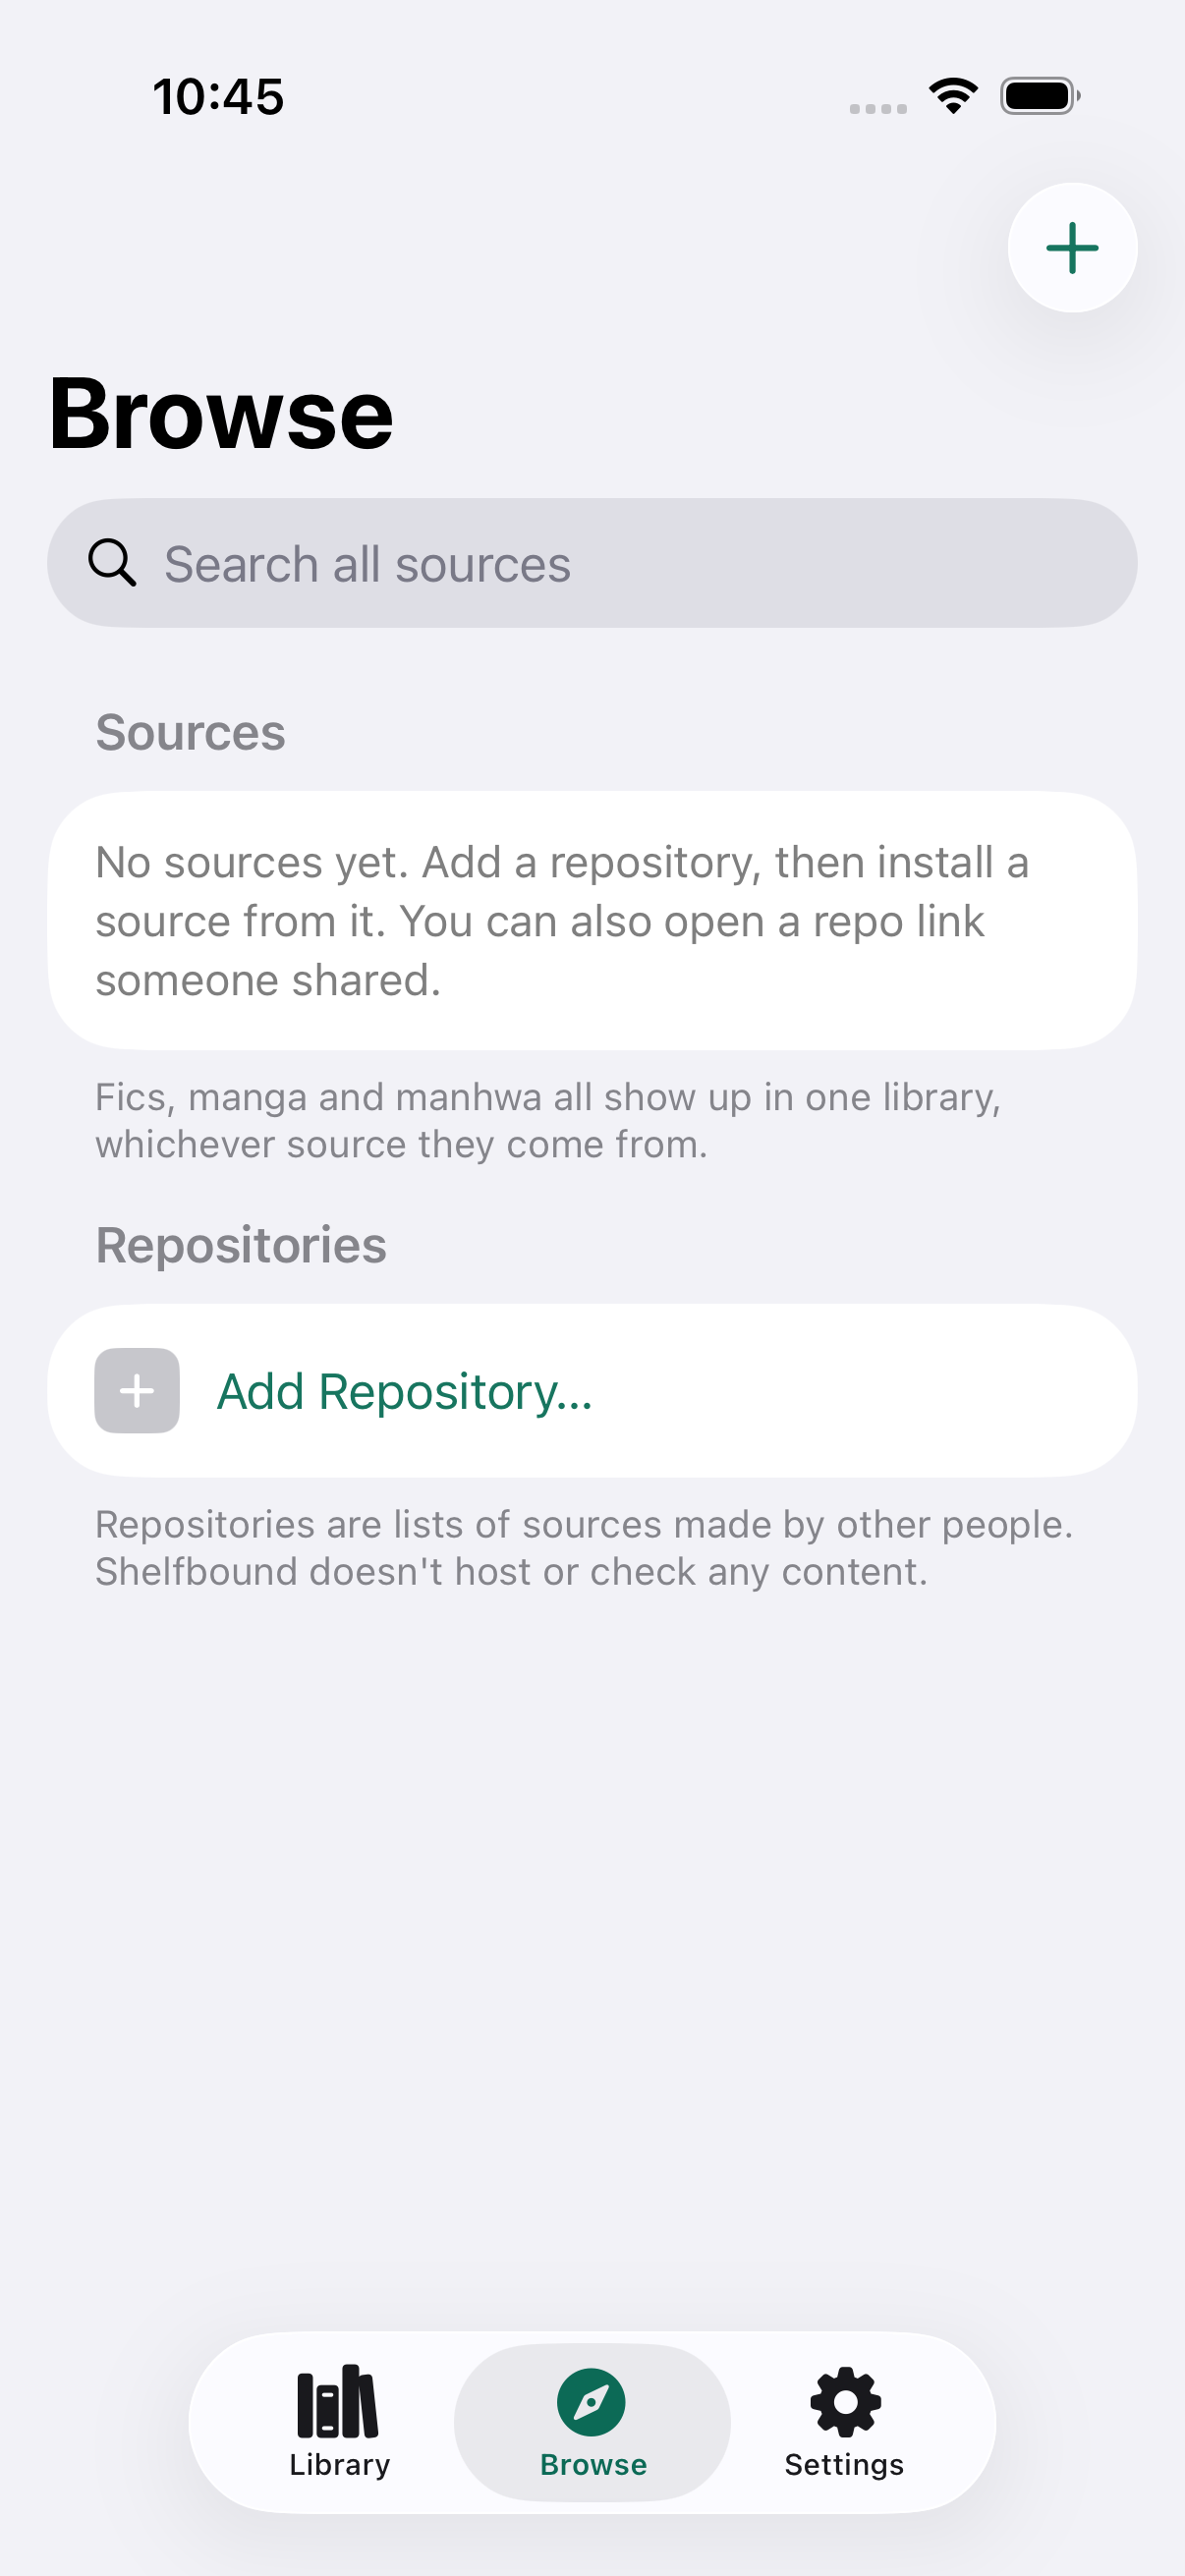 10:45
Browse
Search all sources
Sources
No sources yet. Add a repository, then install a
source from it. You can also open a repo link
someone shared.
Fics, manga and manhwa all show up in one library,
whichever source they come from.
Repositories
Add Repository...
Repositories are lists of sources made by other people.
Shelfbound doesn't host or check any content.
Library
Browse
Settings